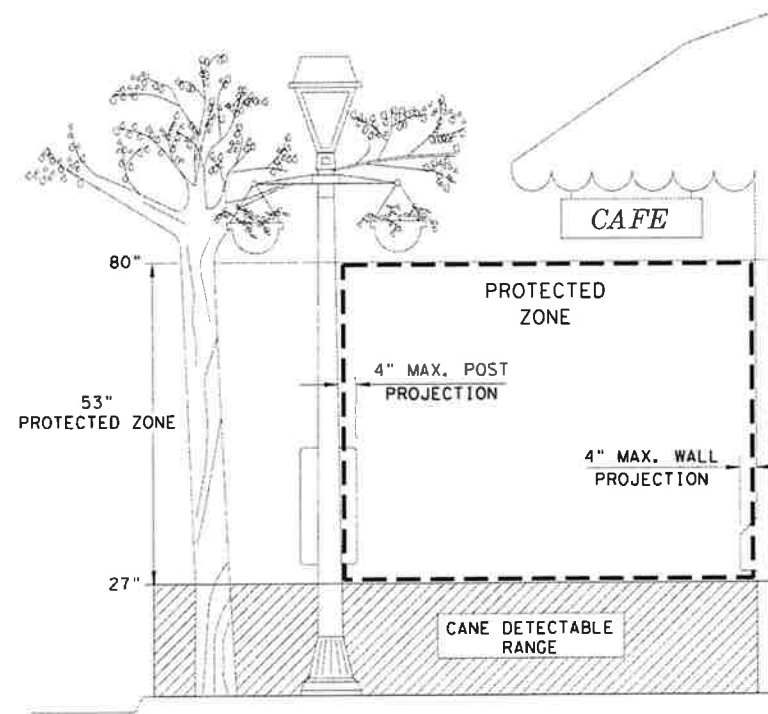 CAFE
80"
PROTECTED
ZONE
4" MAX. POST
PROJECTION
53"
PROTECTED ZONE
4" MAX. WALL
PROJECTION
27"
CANE DETECTABLE
RANGE